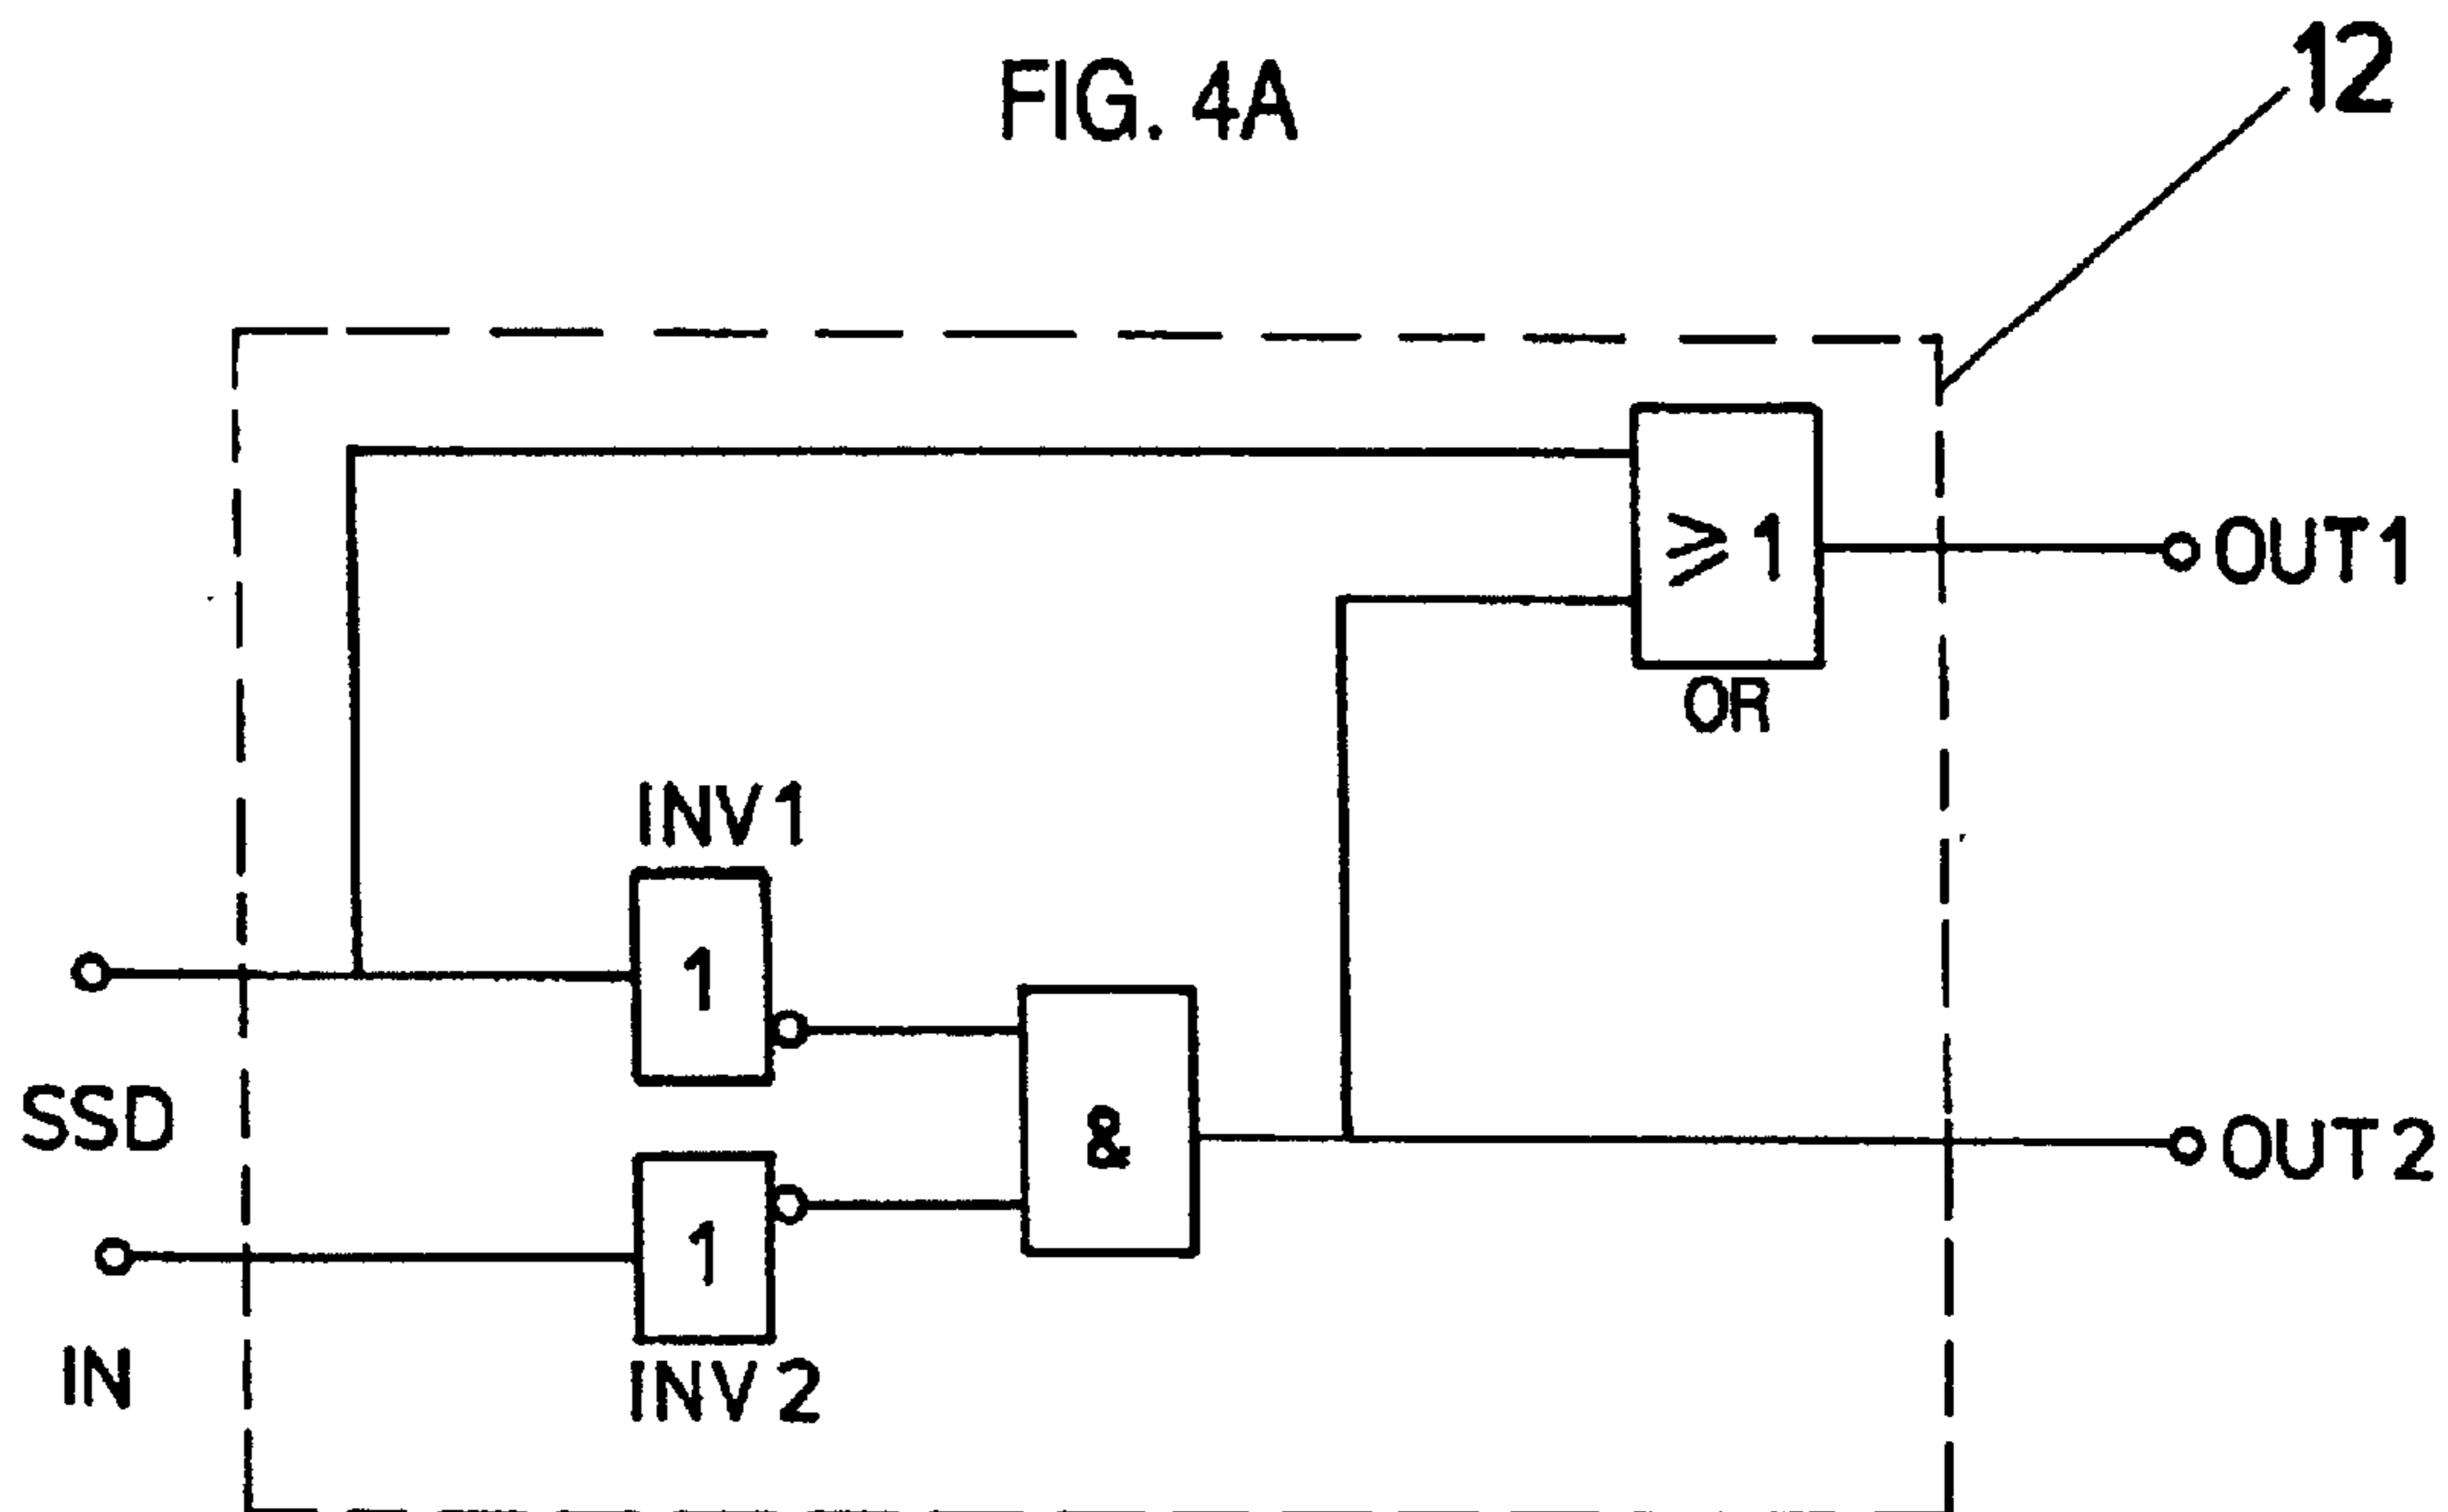 FIG. 4A
12
≥1
OUT1
OR
INV1
1
SSD
&
OUT2
1
IN
INV2